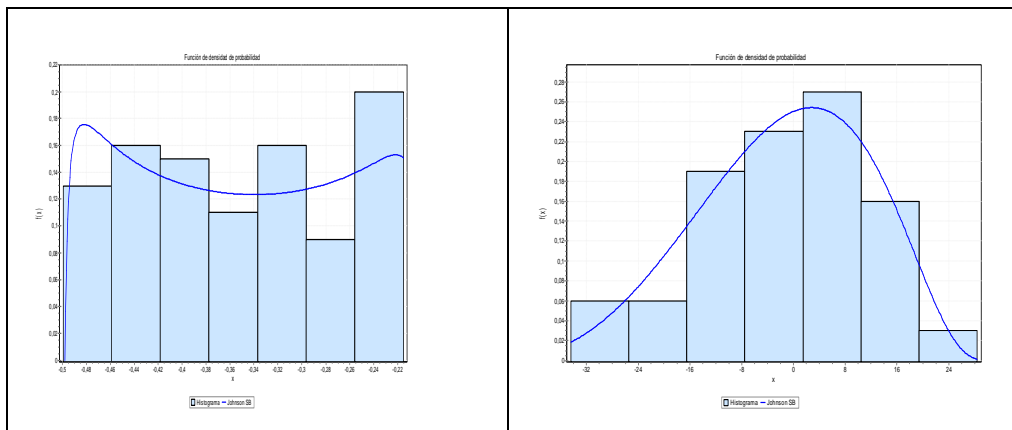 Función de densidad de probabilidad
0,22
0,2
0,18
0,16
0,14
0,12
0,1
0,08
0,06
0,04
0,02
0
f(x)
-0,5 -0,48 -0,46 -0,44 -0,42 -0,4 -0,38 -0,36 -0,34 -0,32 -0,3 -0,28 -0,26 -0,24 -0,22
x
Histograma Johnson SB
Función de densidad de probabilidad
0,28
0,26
0,24
0,22
0,2
0,18
0,16
0,14
0,12
0,1
0,08
0,06
0,04
0,02
0
f(x)
-32 -24 -16 -8 0 8 16 24
x
Histograma Johnson SB